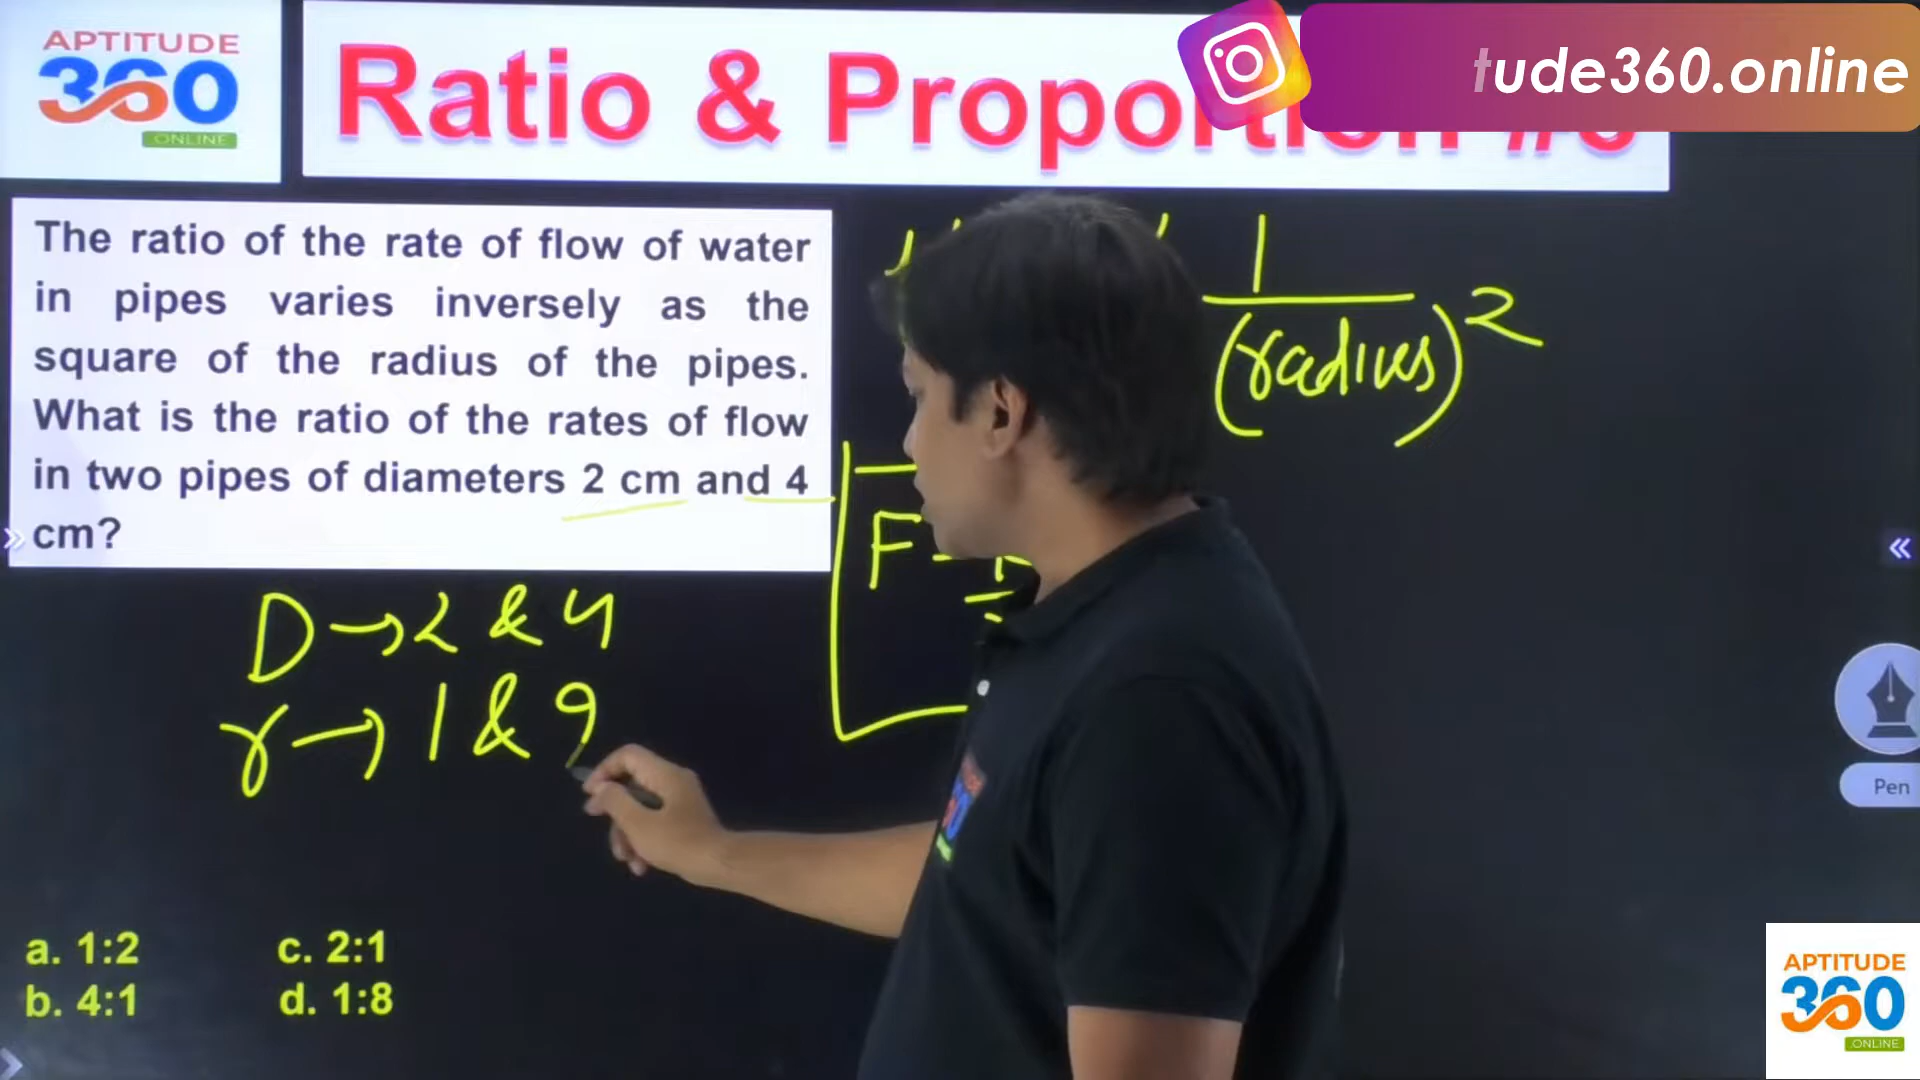 APTITUDE
360
ONLINE
Ratio & Proportion #
tude360.online
The ratio of the rate of flow of water
in pipes varies inversely as the
square of the radius of the pipes.
What is the ratio of the rates of flow
in two pipes of diameters 2 cm and 4
cm?
1
(radius)2
F
D → 2 & 4
r → 1 &
a. 1:2
c. 2:1
b. 4:1
d. 1:8
Pen
APTITUDE
360
.ONLINE